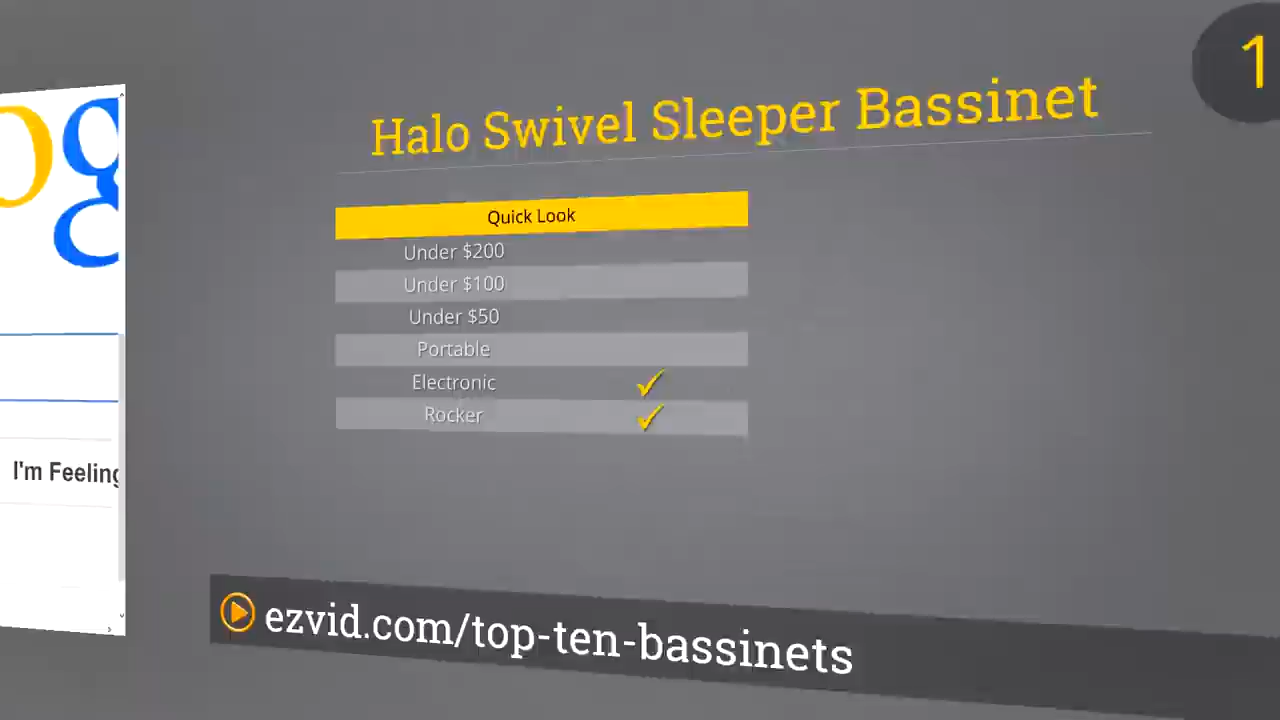 1
Halo Swivel Sleeper Bassinet
og
Quick Look
Under $200
Under $100
Under $50
Portable
Electronic
Rocker
I'm Feeling
ezvid.com/top-ten-bassinets